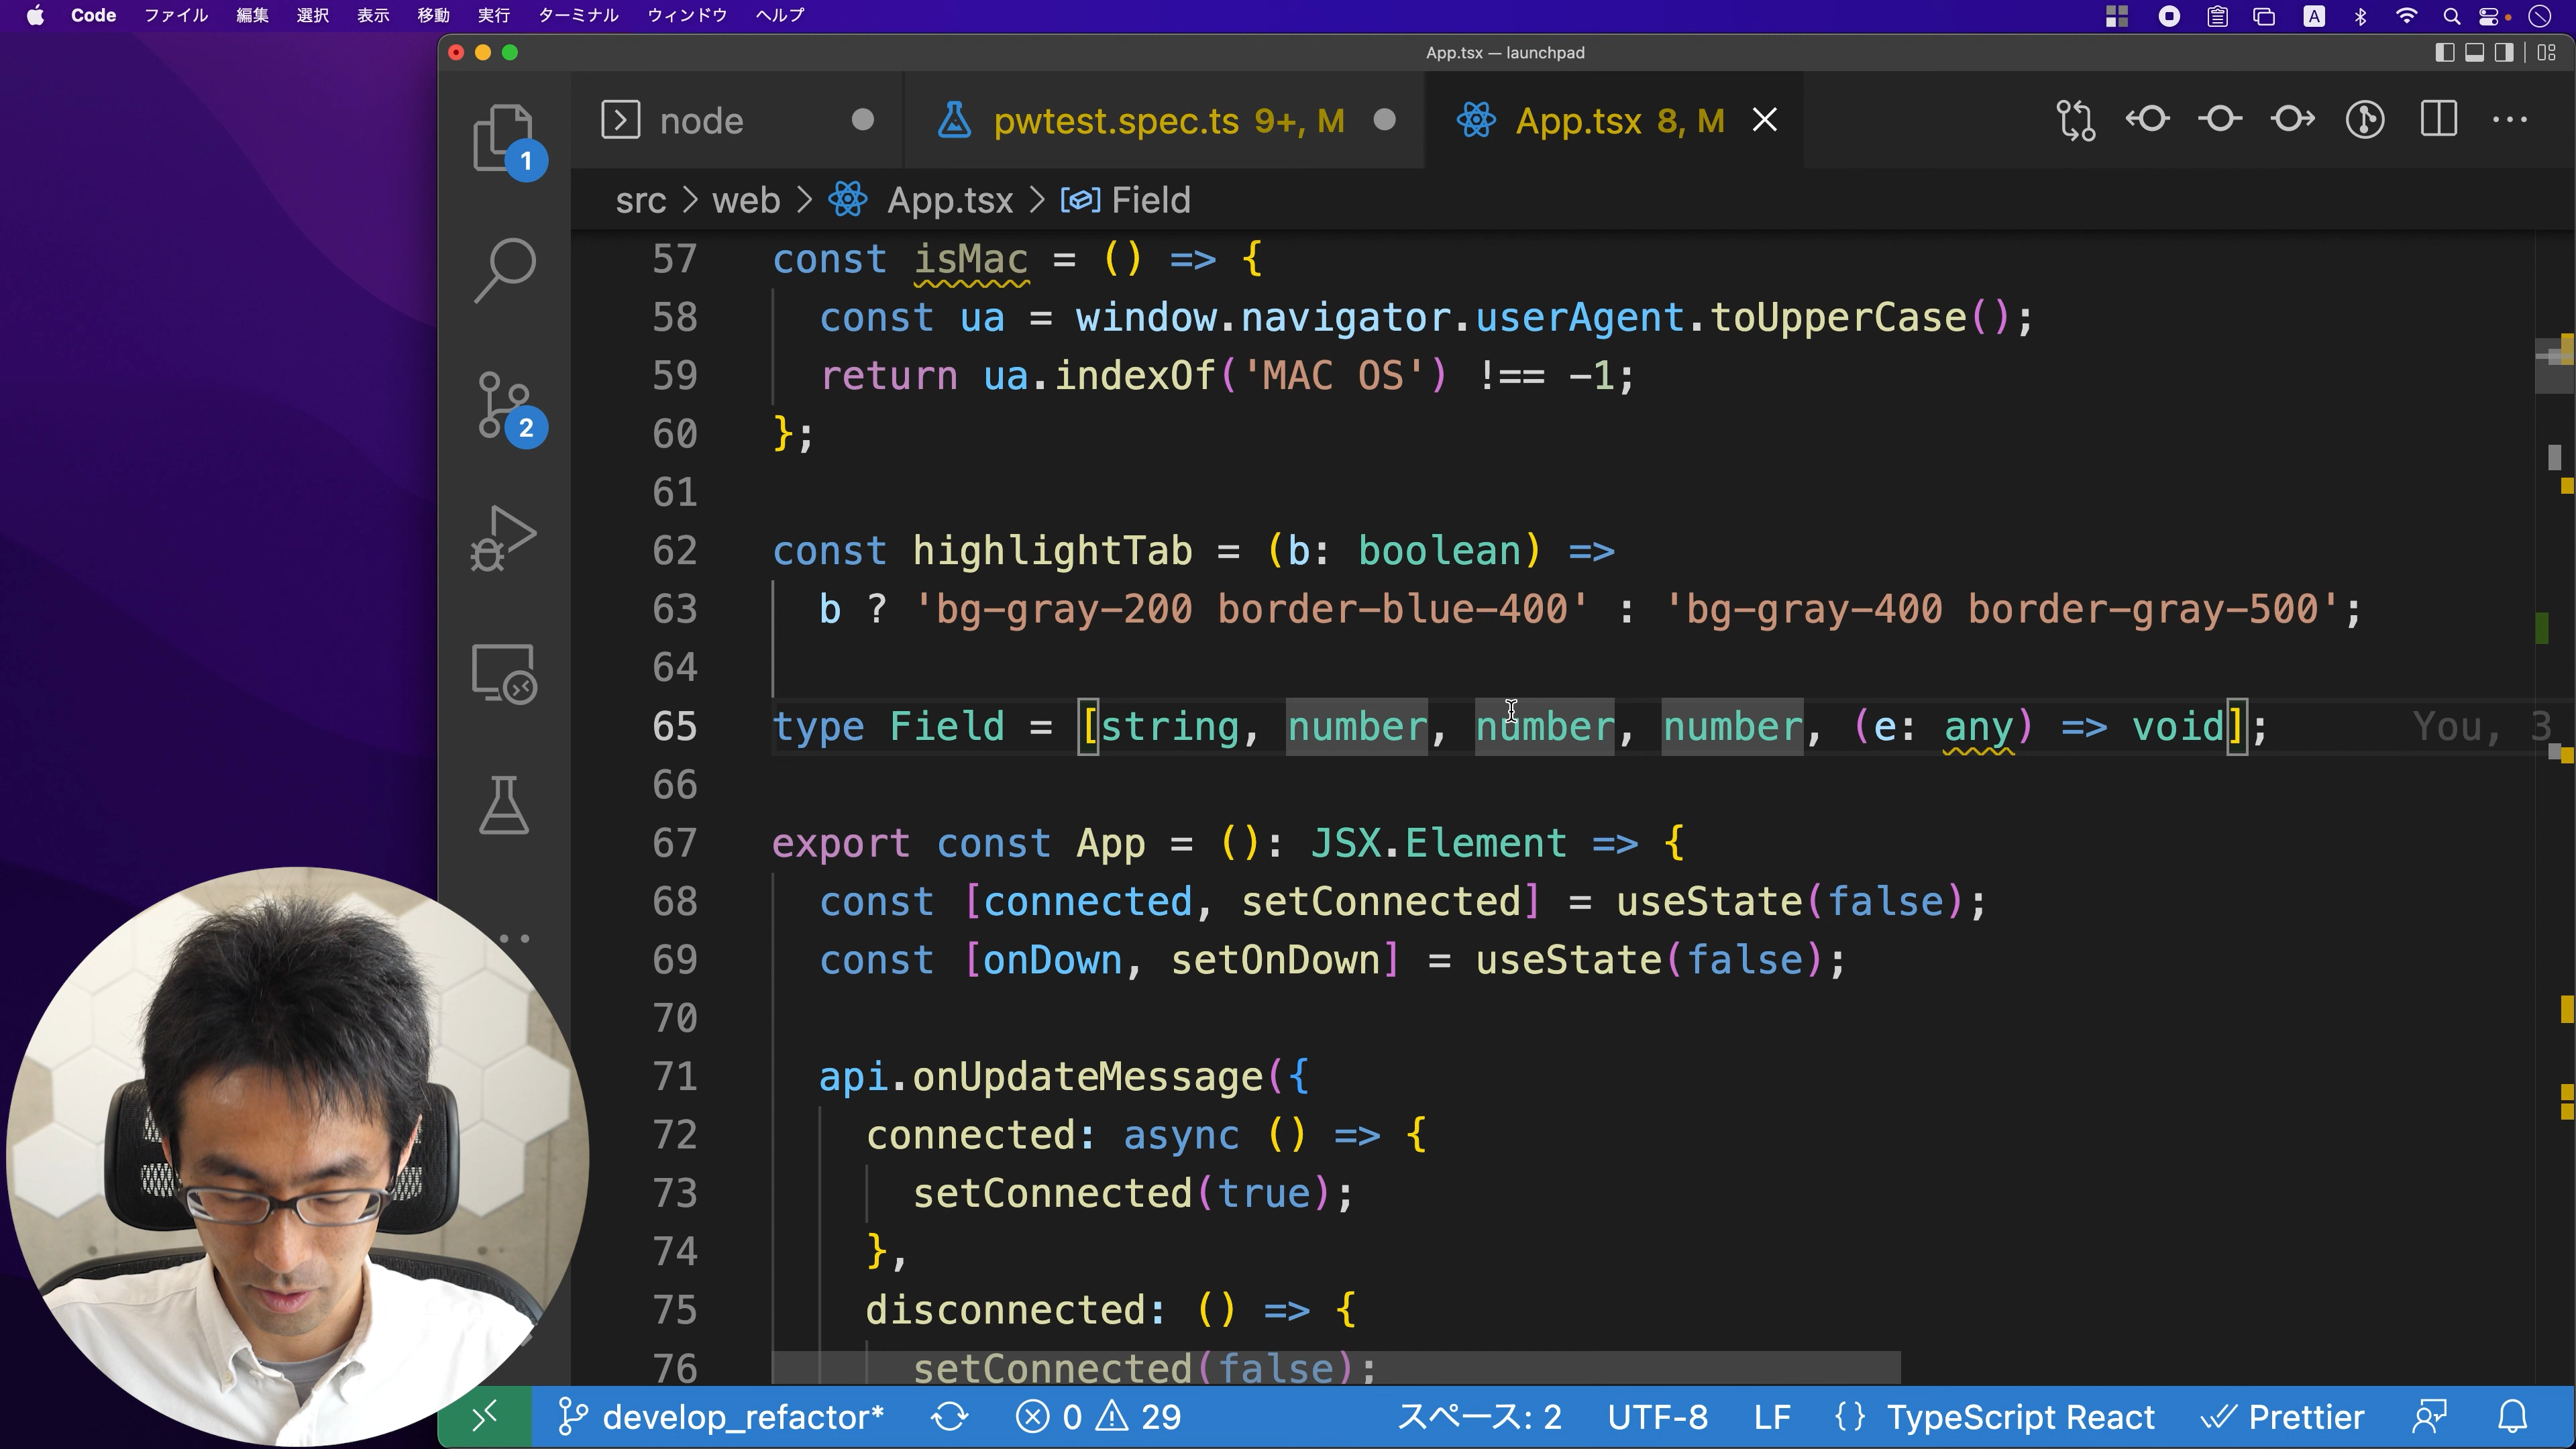 Code ファイル 編集 選択 表示 移動 実行 ターミナル ウィンドウ ヘルプ A
App.tsx — launchpad
node pwtest.spec.ts 9+, M App.tsx 8, M
1
src > web > App.tsx > Field
57 const isMac = () => {
58 const ua = window.navigator.userAgent.toUpperCase();
59 return ua.indexOf('MAC OS') !== -1;
60 };
2
61
62 const highlightTab = (b: boolean) =>
63 b ? 'bg-gray-200 border-blue-400' : 'bg-gray-400 border-gray-500';
64
65 type Field = [string, number, number, number, (e: any) => void]; You, 3
66
67 export const App = (): JSX.Element => {
68 const [connected, setConnected] = useState(false);
69 const [onDown, setOnDown] = useState(false);
70
71 api.onUpdateMessage({
72 connected: async () => {
73 setConnected(true);
74 },
75 disconnected: () => {
76 setConnected(false);
develop_refactor* 0 29 スペース: 2 UTF-8 LF {} TypeScript React Prettier